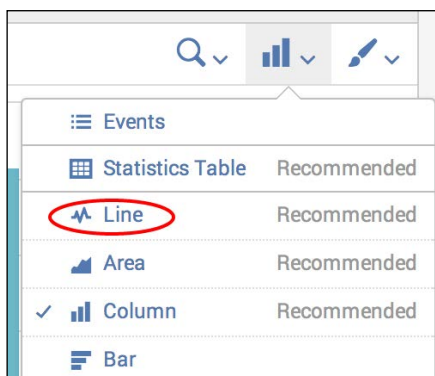 Events
Statistics Table Recommended
Line Recommended
Area Recommended
Column Recommended
Bar